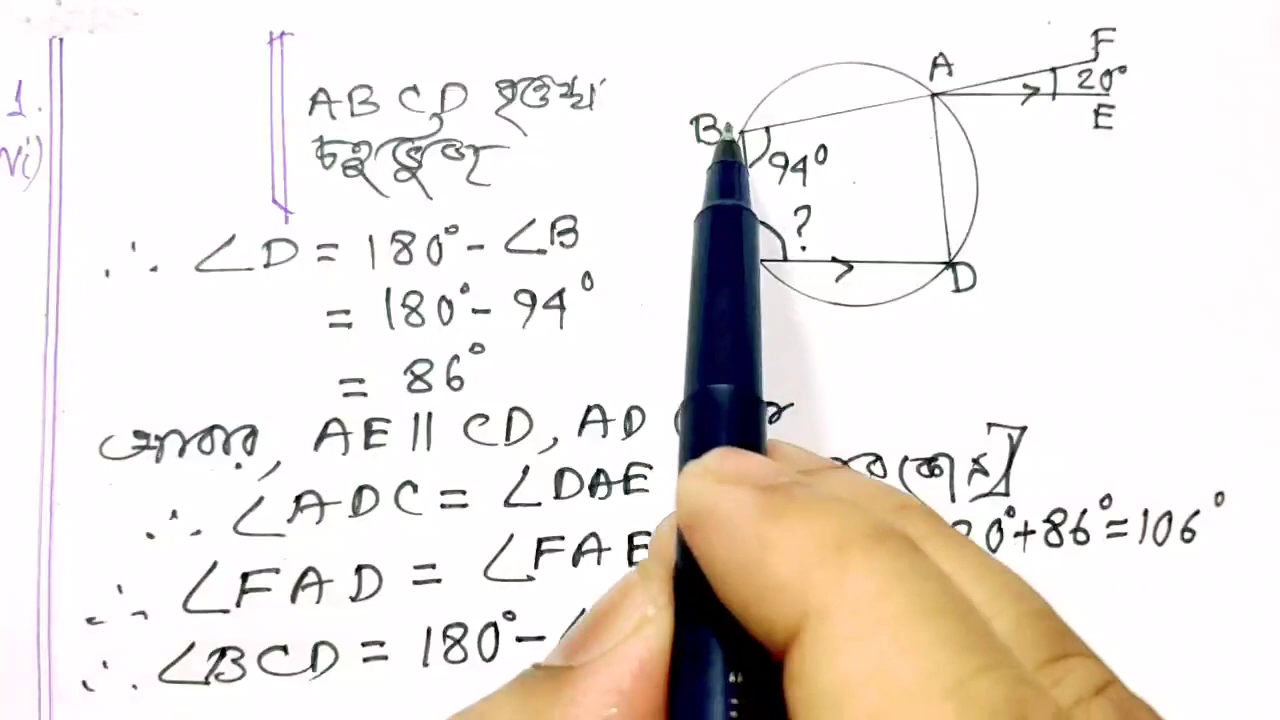 1.
vi)
ABCD বৃত্তস্থ
চতুর্ভুজ
∴ ∠D = 180° - ∠B
= 180° - 94°
= 86°
আবার, AE || CD, AD
∴ ∠ADC = ∠DAE
∴ ∠FAD = ∠FAE 20°+86°=106°
∴ ∠BCD = 180° - ∠
A
F
20°
E
B
94°
?
D